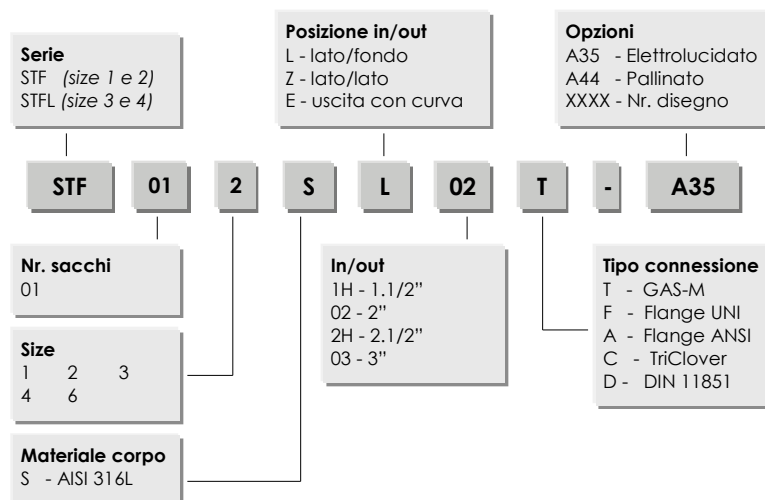 Serie
STF (size 1 e 2)
STFL (size 3 e 4)
Posizione in/out
L - lato/fondo
Z - lato/lato
E - uscita con curva
Opzioni
A35 - Elettrolucidato
A44 - Pallinato
XXXX - Nr. disegno
STF 01 2 S L 02 T - A35
Nr. sacchi
01
Size
1 2 3
4 6
Materiale corpo
S - AISI 316L
In/out
1H - 1.1/2”
02 - 2”
2H - 2.1/2”
03 - 3”
Tipo connessione
T - GAS-M
F - Flange UNI
A - Flange ANSI
C - TriClover
D - DIN 11851